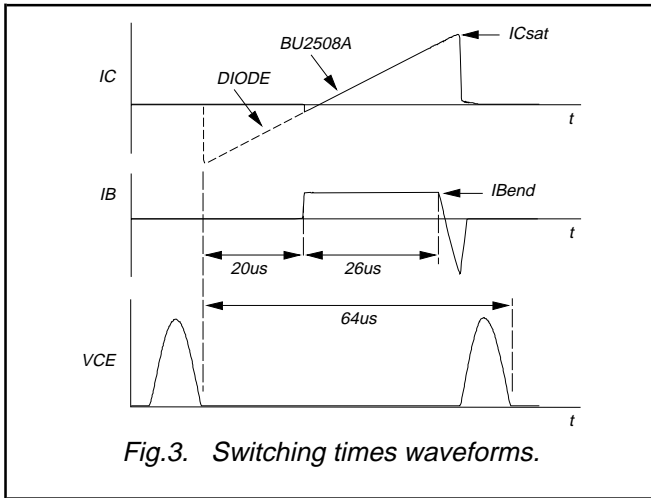 ICsat
BU2508A
IC
DIODE
t
IB
IBend
t
20us
26us
64us
VCE
t
Fig.3. Switching times waveforms.